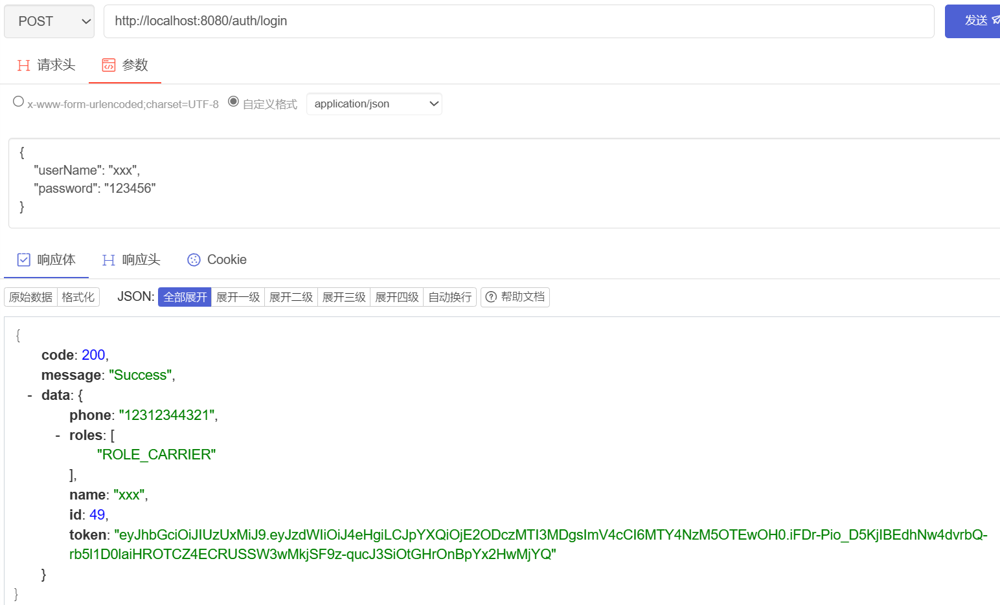 POST
http://localhost:8080/auth/login
发送
请求头
参数
x-www-form-urlencoded;charset=UTF-8
自定义格式
application/json
{
"userName": "xxx",
"password": "123456"
}
响应体
响应头
Cookie
原始数据
格式化
JSON:
全部展开
展开一级
展开二级
展开三级
展开四级
自动换行
帮助文档
{
code: 200,
message: "Success",
- data: {
phone: "12312344321",
- roles: [
"ROLE_CARRIER"
],
name: "xxx",
id: 49,
token: "eyJhbGciOiJIUzUxMiJ9.eyJzdWIiOiJ4eHgiLCJpYXQiOjE2ODczMTI3MDgsImV4cCI6MTY4NzM5OTEwOH0.iFDr-Pio_D5KjIBEdhNw4dvrbQ-
rb5l1D0laiHROTCZ4ECRUSSW3wMkjSF9z-qucJ3SiOtGHrOnBpYx2HwMjYQ"
}
}